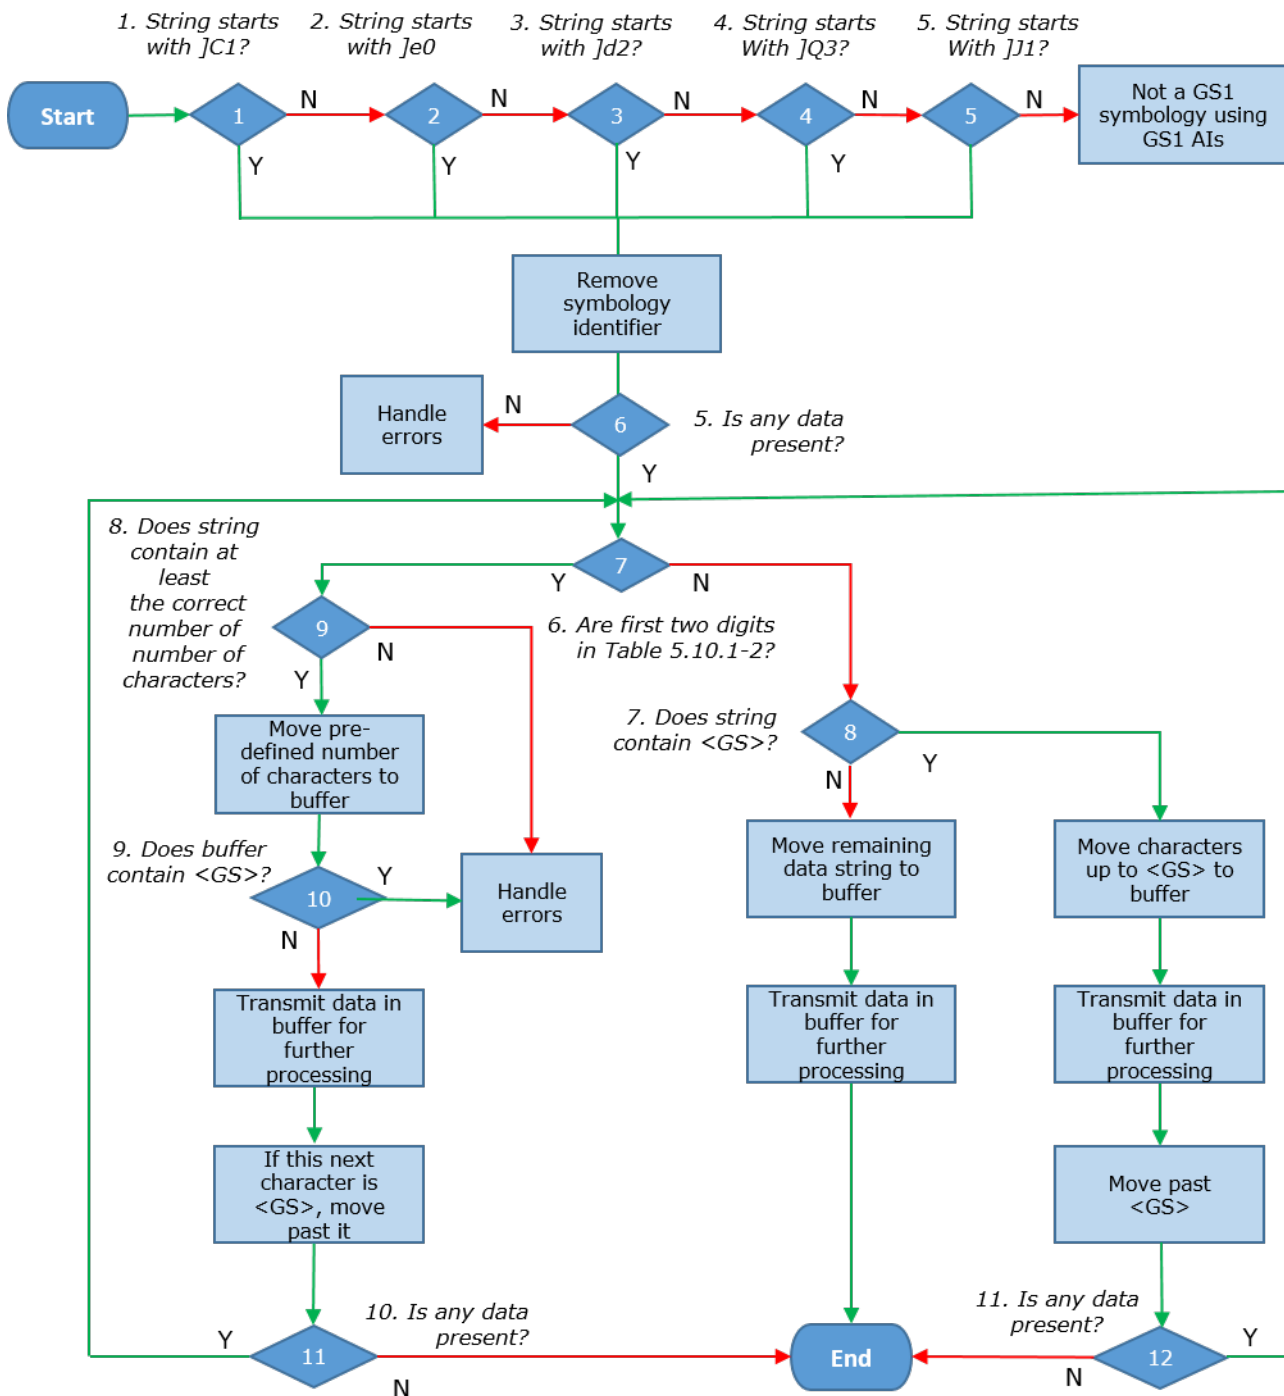 1. String starts
with ]C1?
2. String starts
with ]e0
3. String starts
with ]d2?
4. String starts
With ]Q3?
5. String starts
With ]J1?
Start
1
N
2
N
3
N
4
N
5
N
Not a GS1
symbology using
GS1 AIs
Y
Y
Y
Y
Y
Remove
symbology
identifier
Handle
errors
N
6
5. Is any data
present?
Y
8. Does string
contain at
least
the correct
number of
number of
characters?
7
Y
N
9
N
Y
6. Are first two digits
in Table 5.10.1-2?
7. Does string
contain <GS>?
8
Y
N
Move pre-
defined number
of characters to
buffer
Move remaining
data string to
buffer
Move characters
up to <GS> to
buffer
9. Does buffer
contain <GS>?
10
Y
N
Handle
errors
Transmit data in
buffer for
further
processing
Transmit data in
buffer for
further
processing
Transmit data in
buffer for
further
processing
If this next
character is
<GS>, move
past it
Move past
<GS>
10. Is any data
present?
Y
11
N
End
11. Is any data
present?
N
12
Y